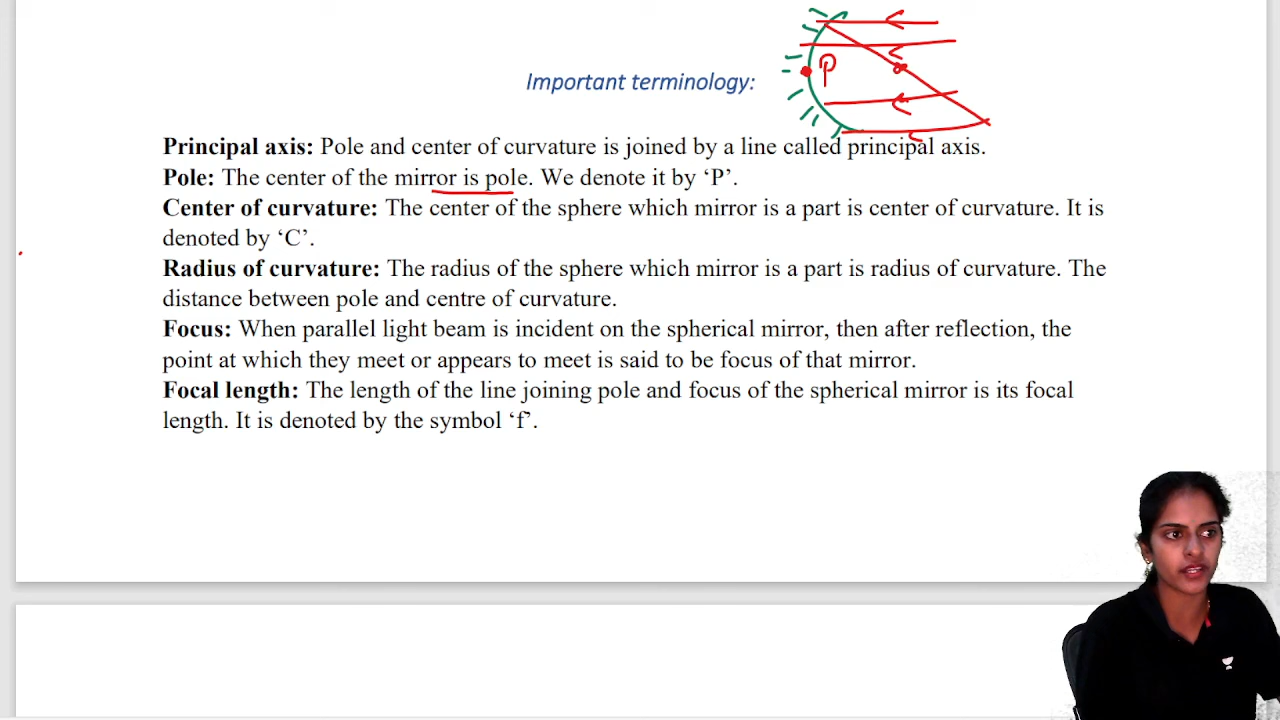 P
Important terminology:
Principal axis: Pole and center of curvature is joined by a line called principal axis.
Pole: The center of the mirror is pole. We denote it by ‘P’.
Center of curvature: The center of the sphere which mirror is a part is center of curvature. It is
denoted by ‘C’.
Radius of curvature: The radius of the sphere which mirror is a part is radius of curvature. The
distance between pole and centre of curvature.
Focus: When parallel light beam is incident on the spherical mirror, then after reflection, the
point at which they meet or appears to meet is said to be focus of that mirror.
Focal length: The length of the line joining pole and focus of the spherical mirror is its focal
length. It is denoted by the symbol ‘f’.